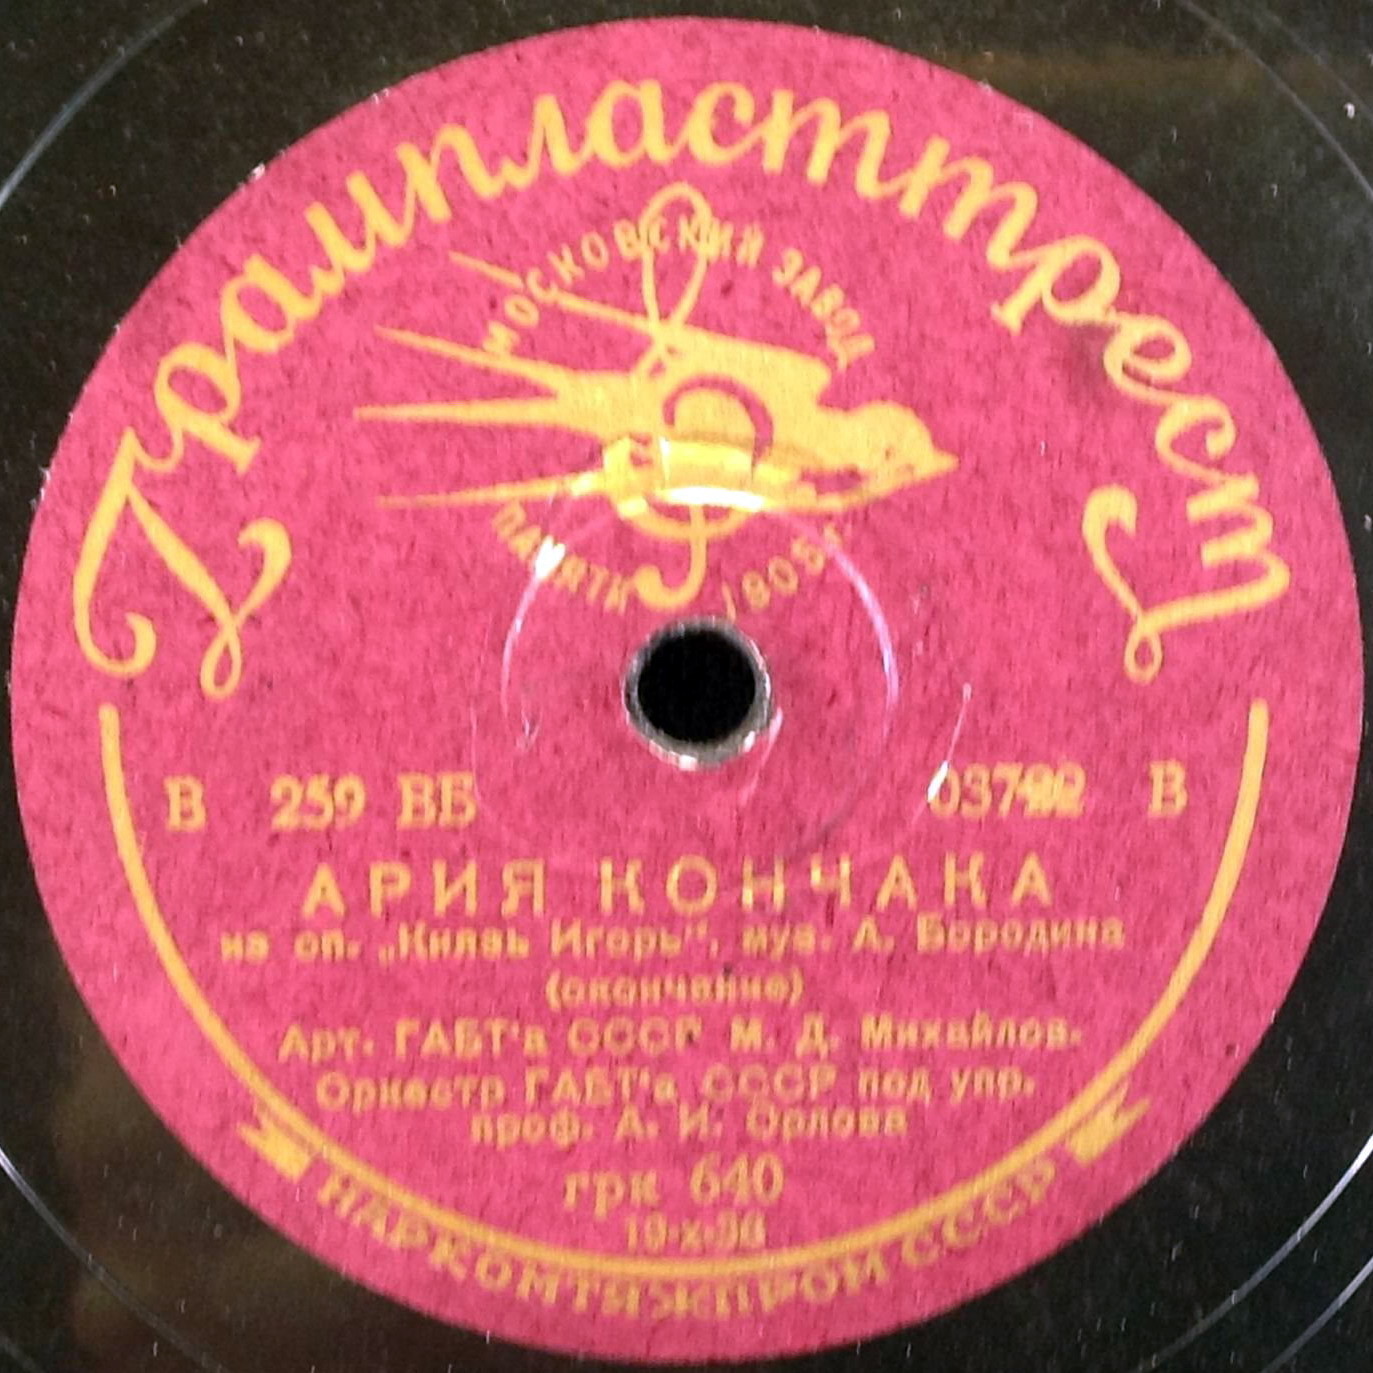 Грампласттрест
МОСКОВСКИЙ ЗАВОД
ПАМЯТИ 1905 г.
В 259 ВБ
В
АРИЯ КОНЧАКА
из оп. „Князь Игорь“, муз. А. Бородина
(окончание)
Арт. ГАБТ'а СССР М. Д. Михайлов.
Оркестр ГАБТ'а СССР под упр.
проф. А. И. Орлова
грк 640
НАРКОМТЯЖПРОМ СССР